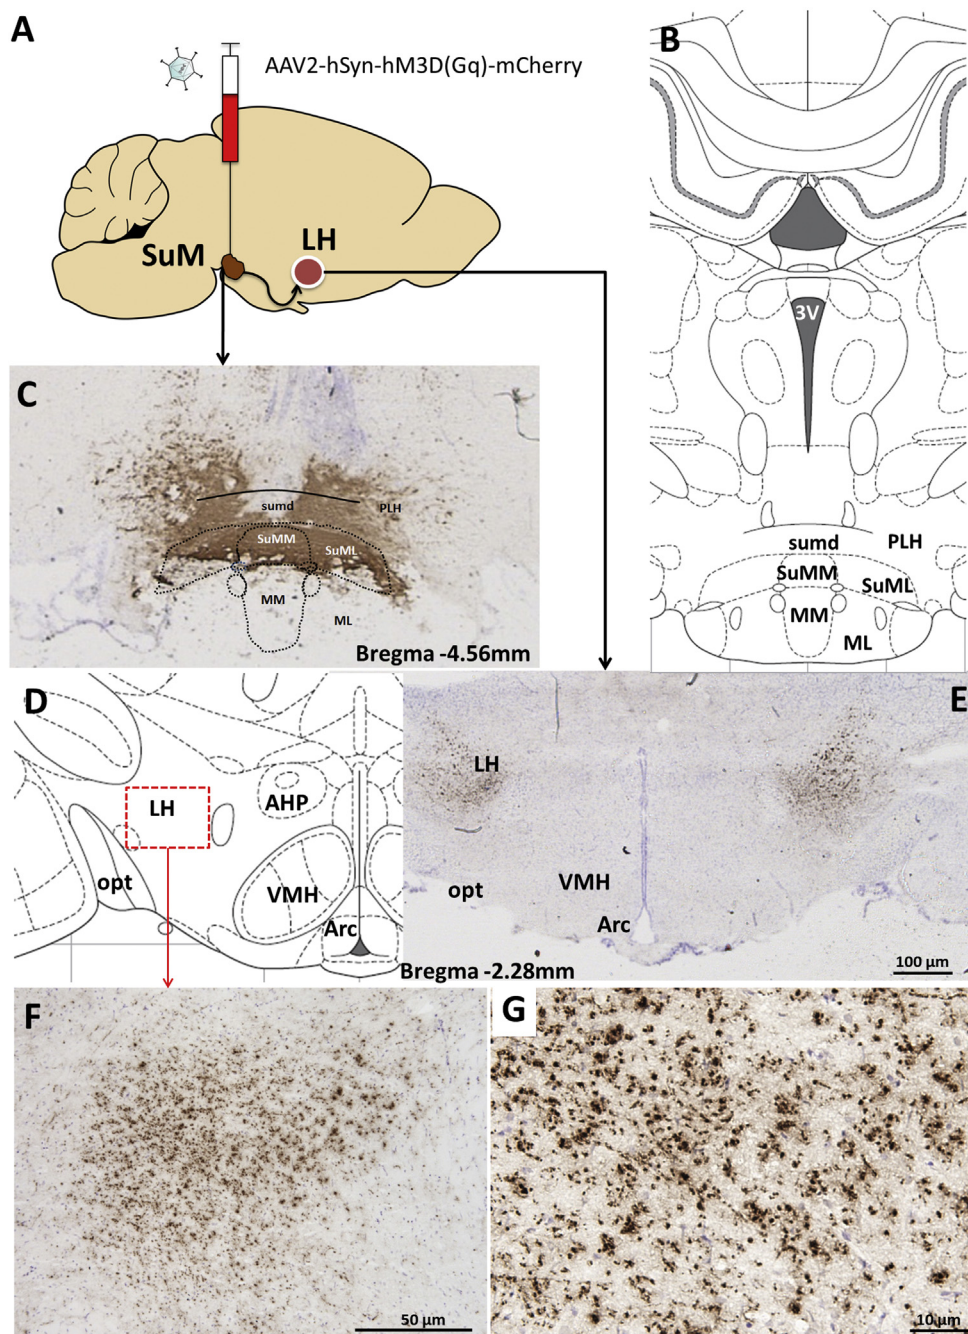 A
AAV2-hSyn-hM3D(Gq)-mCherry
SuM
LH
B
3V
sumd
PLH
SuMM
SuML
MM
ML
C
sumd
PLH
SuMM
SuML
MM
ML
Bregma -4.56mm
D
LH
AHP
opt
VMH
Arc
Bregma -2.28mm
E
LH
opt
VMH
Arc
100 µm
F
50 µm
G
10 µm